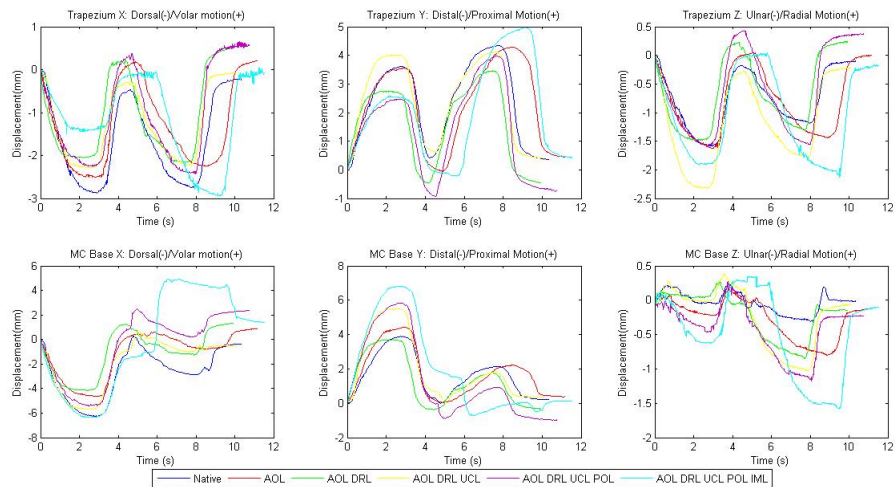 Trapezium X: Dorsal(-)/Volar motion(+)
Displacement(mm)
1
0
-1
-2
-3
0 2 4 6 8 10 12
Time (s)
Trapezium Y: Distal(-)/Proximal Motion(+)
Displacement(mm)
5
4
3
2
1
0
-1
0 2 4 6 8 10 12
Time (s)
Trapezium Z: Ulnar(-)/Radial Motion(+)
Displacement(mm)
0.5
0
-0.5
-1
-1.5
-2
-2.5
0 2 4 6 8 10 12
Time (s)
MC Base X: Dorsal(-)/Volar motion(+)
Displacement(mm)
6
4
2
0
-2
-4
-6
-8
0 2 4 6 8 10 12
Time (s)
MC Base Y: Distal(-)/Proximal Motion(+)
Displacement(mm)
8
6
4
2
0
-2
0 2 4 6 8 10 12
Time (s)
MC Base Z: Ulnar(-)/Radial Motion(+)
Displacement(mm)
0.5
0
-0.5
-1
-1.5
-2
0 2 4 6 8 10 12
Time (s)
Native AOL AOL DRL AOL DRL UCL AOL DRL UCL POL AOL DRL UCL POL IML